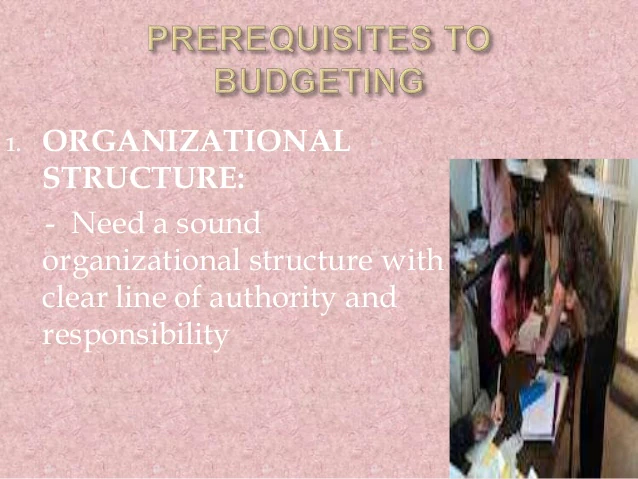 PREREQUISITES TO
BUDGETING
1. ORGANIZATIONAL
STRUCTURE:
- Need a sound
organizational structure with
clear line of authority and
responsibility